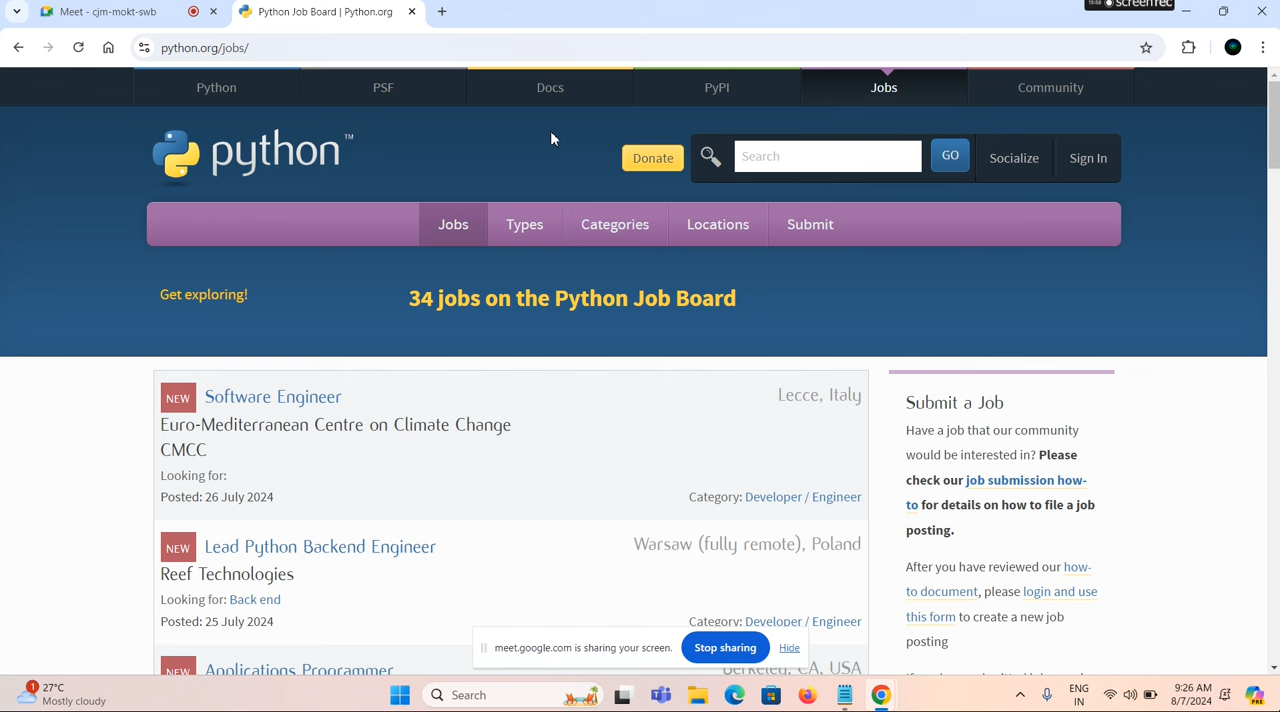 Meet - cjm-mokt-swb
Python Job Board | Python.org
15:58 screenrec
python.org/jobs/
Python
PSF
Docs
PyPI
Jobs
Community
python™
Donate
Search
GO
Socialize
Sign In
Jobs
Types
Categories
Locations
Submit
Get exploring!
34 jobs on the Python Job Board
NEW Software Engineer
Lecce, Italy
Euro-Mediterranean Centre on Climate Change
CMCC
Looking for:
Posted: 26 July 2024
Category: Developer / Engineer
NEW Lead Python Backend Engineer
Warsaw (fully remote), Poland
Reef Technologies
Looking for: Back end
Posted: 25 July 2024
Category: Developer / Engineer
NEW Applications Programmer
Berkeley, CA, USA
Submit a Job
Have a job that our community
would be interested in? Please
check our job submission how-
to for details on how to file a job
posting.
After you have reviewed our how-
to document, please login and use
this form to create a new job
posting
meet.google.com is sharing your screen.
Stop sharing
Hide
1
27°C
Mostly cloudy
Search
ENG
IN
9:26 AM
8/7/2024
PRE